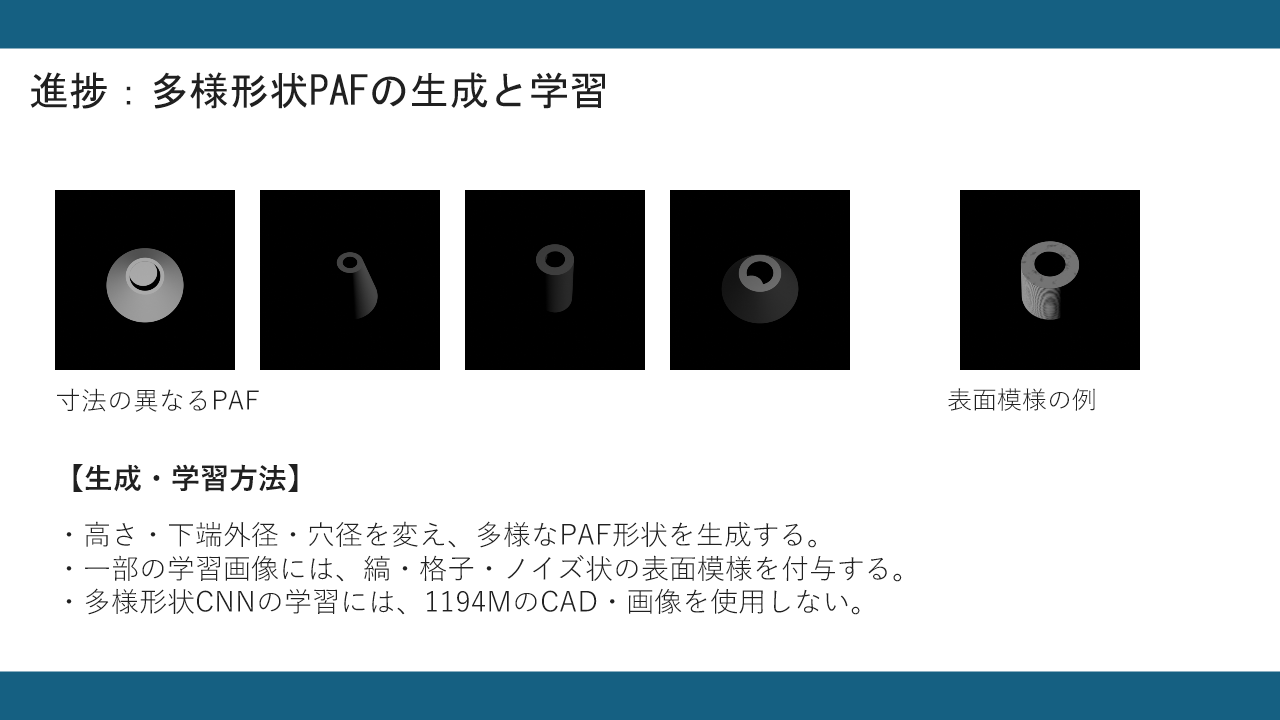 進捗：多様形状PAFの生成と学習
寸法の異なるPAF
表面模様の例
【生成・学習方法】
・高さ・下端外径・穴径を変え、多様なPAF形状を生成する。
・一部の学習画像には、縞・格子・ノイズ状の表面模様を付与する。
・多様形状CNNの学習には、1194MのCAD・画像を使用しない。